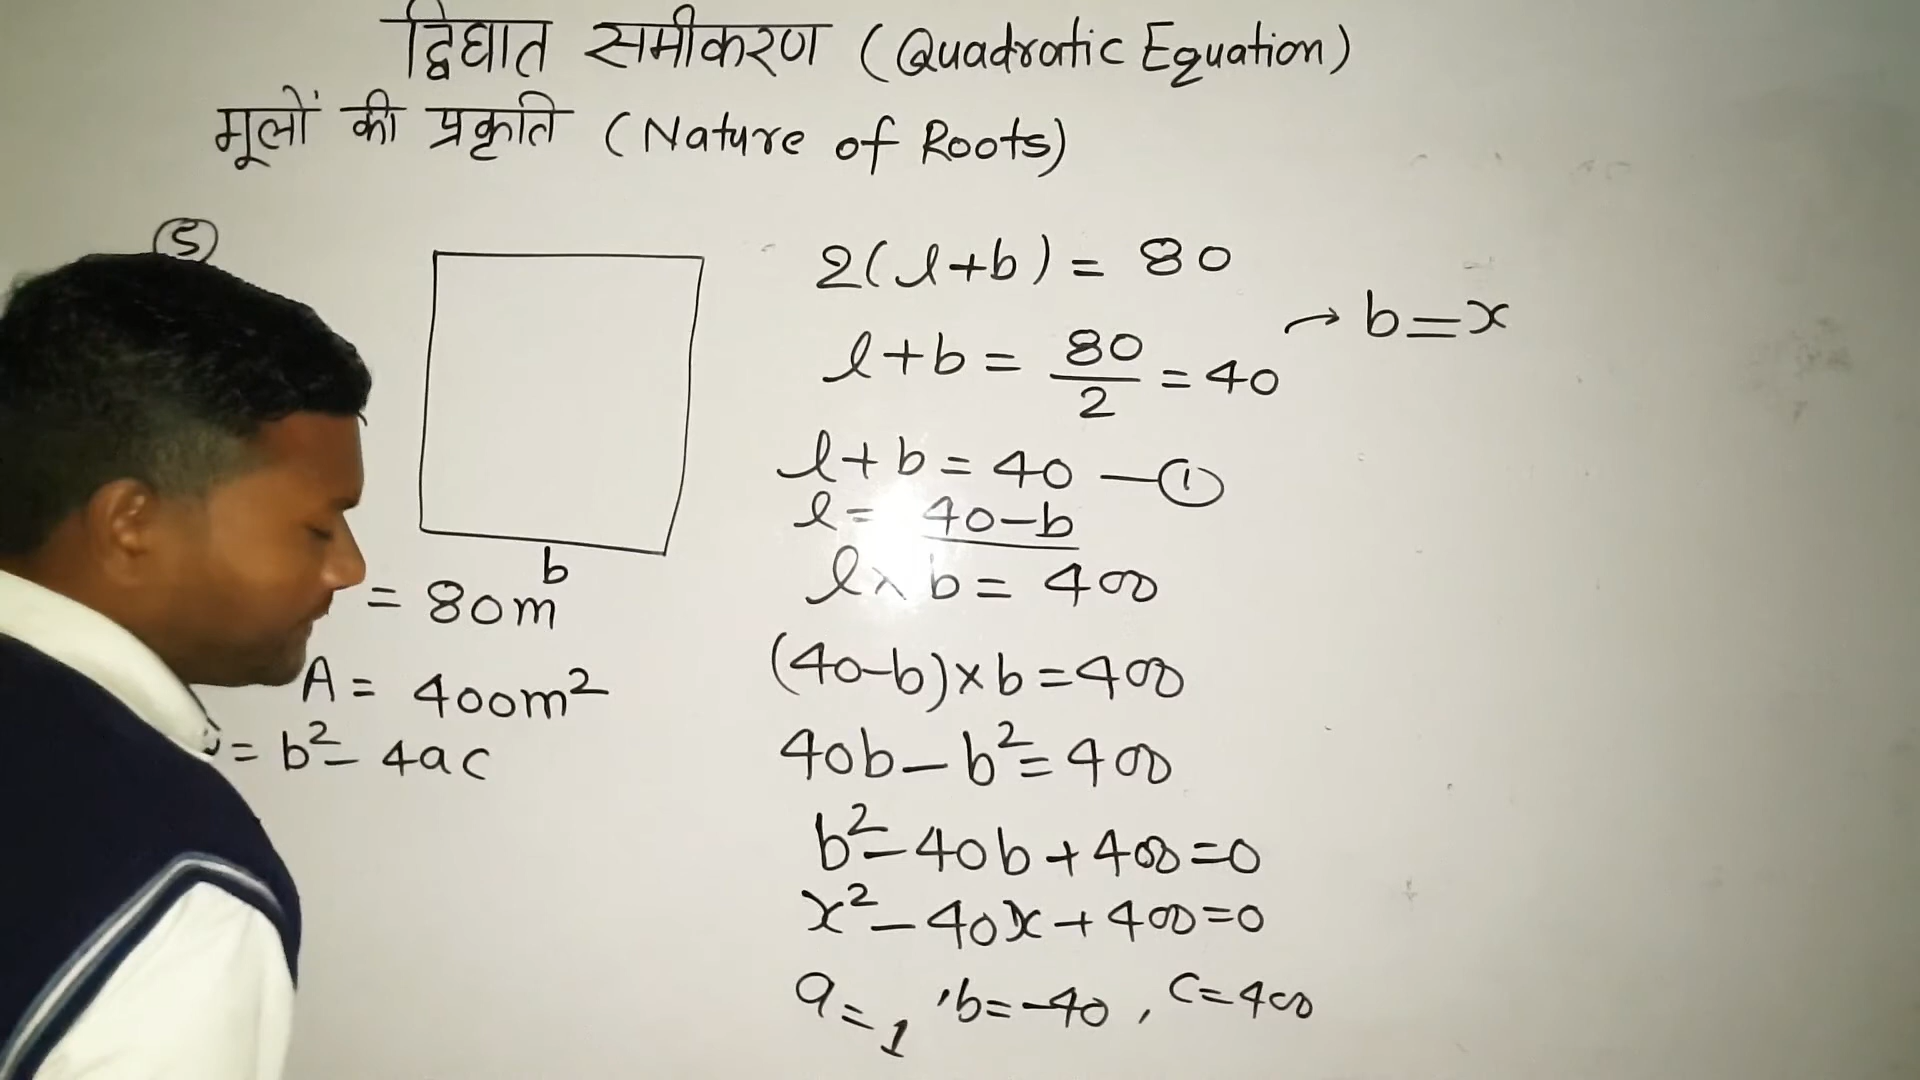 द्विघात समीकरण (Quadratic Equation)
मूलों की प्रकृति (Nature of Roots)
⑤
b
= 80m
A = 400m²
= b² - 4ac
2(l+b) = 80
l+b = 80/2 = 40
→ b=x
l+b = 40 —①
l = 40-b
l× b = 400
(40-b)×b=400
40b - b² = 400
b² - 40b + 400 = 0
x² - 40x + 400 = 0
a = 1, b = -40, c = 400